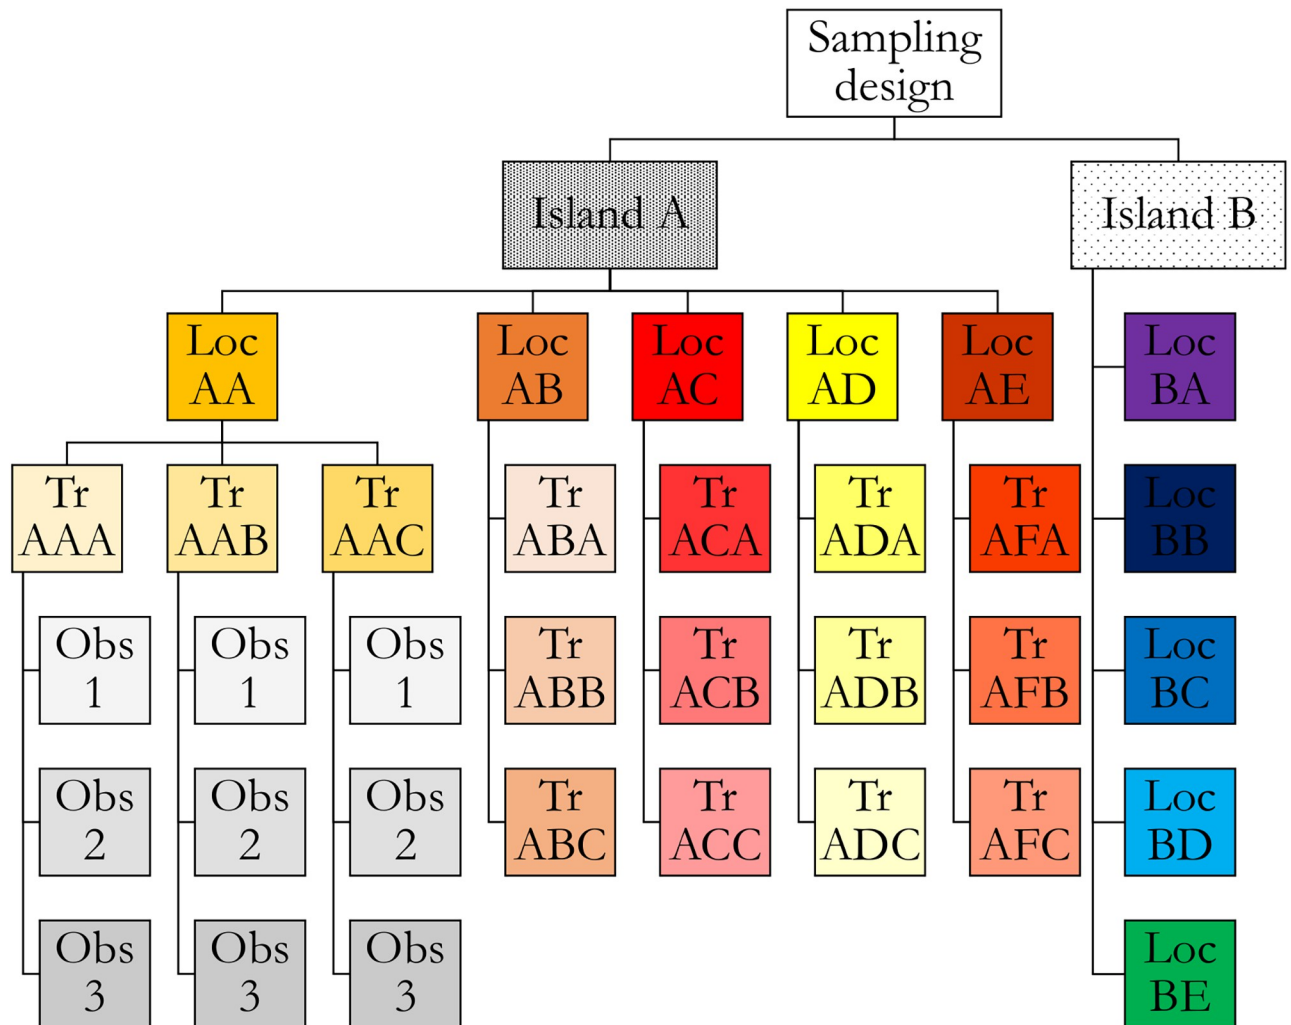 Sampling
design
Island A
Island B
Loc
AA
Loc
AB
Loc
AC
Loc
AD
Loc
AE
Loc
BA
Tr
AAA
Tr
AAB
Tr
AAC
Tr
ABA
Tr
ACA
Tr
ADA
Tr
AFA
Loc
BB
Obs
1
Obs
1
Obs
1
Tr
ABB
Tr
ACB
Tr
ADB
Tr
AFB
Loc
BC
Obs
2
Obs
2
Obs
2
Tr
ABC
Tr
ACC
Tr
ADC
Tr
AFC
Loc
BD
Obs
3
Obs
3
Obs
3
Loc
BE